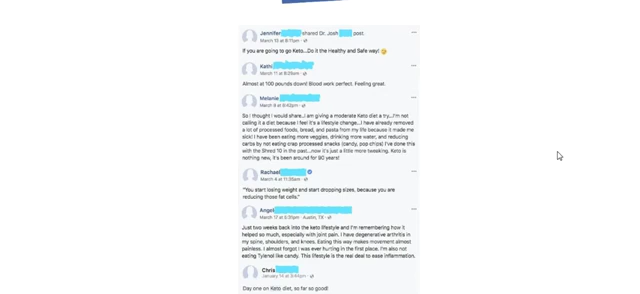 Jennifer shared Dr. Josh post.
March 15 at 8:11am
If you are going to go Keto...Do it the Healthy and Safe way!
Kathi
March 11 at 8:29am
Almost at 100 pounds down! Blood work perfect. Feeling great.
Melanie
March 9 at 6:43pm
So I thought I would share..I am giving a moderate Keto diet a try...I'm not
calling it a diet because I feel it's a lifestyle change...I have already removed
a lot of processed foods, bread, and pasta from my life because it made me
sick! I have been eating more veggies, drinking more water, and reducing
carbs by not eating crap processed snacks (candy, pop chips) I've done this
with the Shred 10 in the past...now it's just a little more tweaking. Keto is
nothing new, it's been around for 90 years!
Rachael
March 4 at 11:39am
"You start losing weight and start dropping sizes, because you are
reducing those fat cells."
Angel
March 17 at Austin, TX
Just two weeks back into the keto lifestyle and I'm remembering how it
helped so much, especially with joint pain. I have degenerative arthritis in
my spine, shoulders, and knees. Eating this way makes movement almost
painless. I almost forgot I was ever hurting in the first place. I'm also not
eating Tylenol like candy. This lifestyle is the real deal to ease inflammation.
Chris
January 14 at
Day one on Keto diet, so far so good!